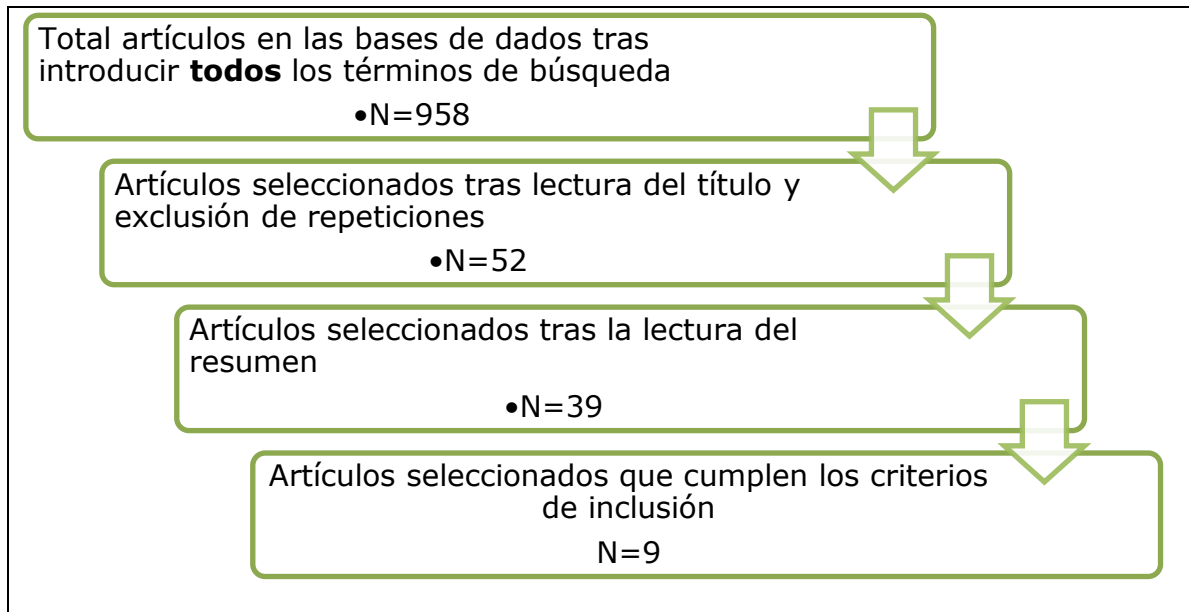 Total artículos en las bases de dados tras
introducir todos los términos de búsqueda
•N=958
Artículos seleccionados tras lectura del título y
exclusión de repeticiones
•N=52
Artículos seleccionados tras la lectura del
resumen
•N=39
Artículos seleccionados que cumplen los criterios
de inclusión
N=9